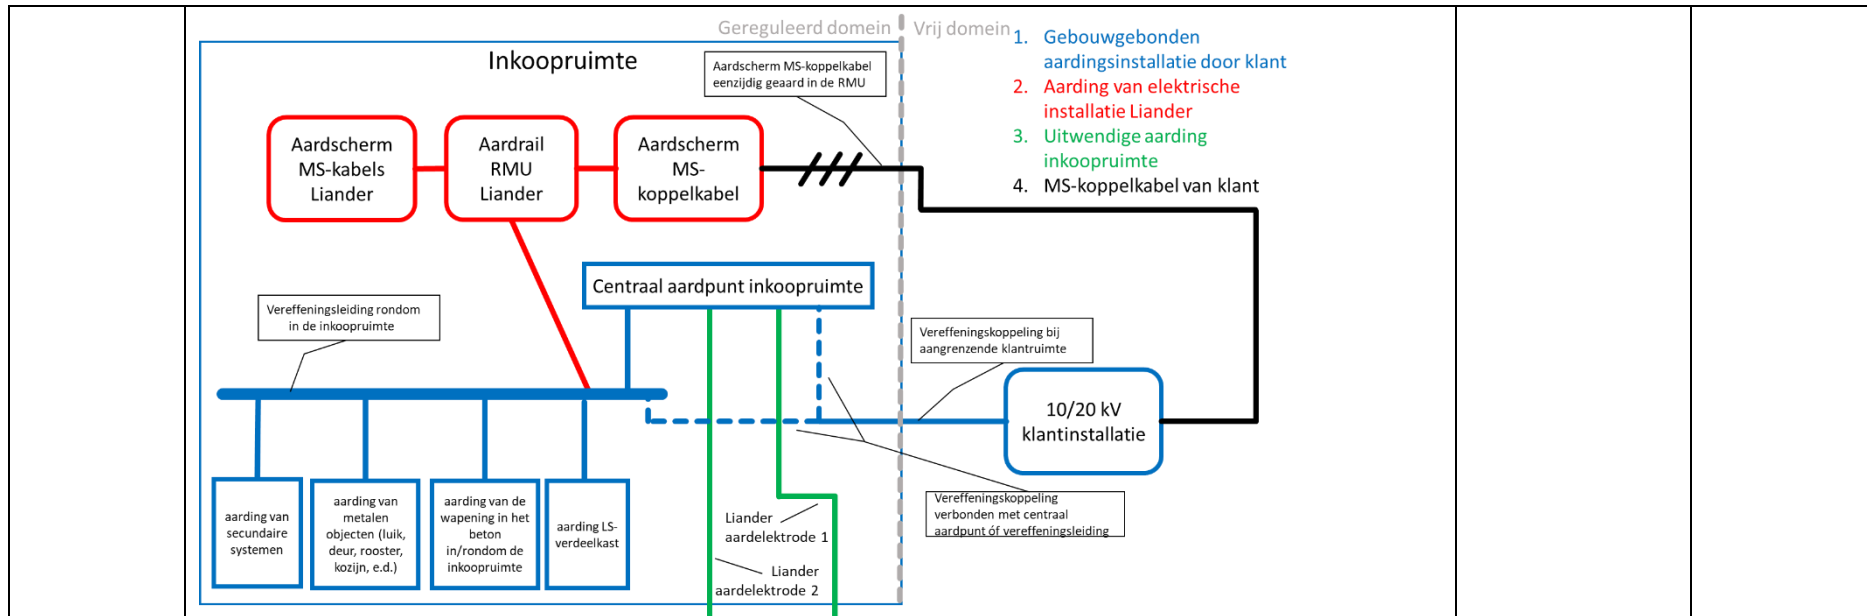 Gereguleerd domein
Vrij domein
Inkoopruimte
Aardscherm MS-koppelkabel
eenzijdig geaard in de RMU
1. Gebouwgebonden
aardingsinstallatie door klant
2. Aarding van elektrische
installatie Liander
3. Uitwendige aarding
inkoopruimte
4. MS-koppelkabel van klant
Aardscherm
MS-kabels
Liander
Aardrail
RMU
Liander
Aardscherm
MS-
koppelkabel
Centraal aardpunt inkoopruimte
Vereffeningsleiding rondom
in de inkoopruimte
Vereffeningskoppeling bij
aangrenzende klantruimte
10/20 kV
klantinstallatie
aarding van
secundaire
systemen
aarding van
metalen
objecten (luik,
deur, rooster,
kozijn, e.d.)
aarding van de
wapening in het
beton
in/rondom de
inkoopruimte
aarding LS-
verdeelkast
Liander
aardelektrode 1
Liander
aardelektrode 2
Vereffeningskoppeling
verbonden met centraal
aardpunt óf vereffeningsleiding